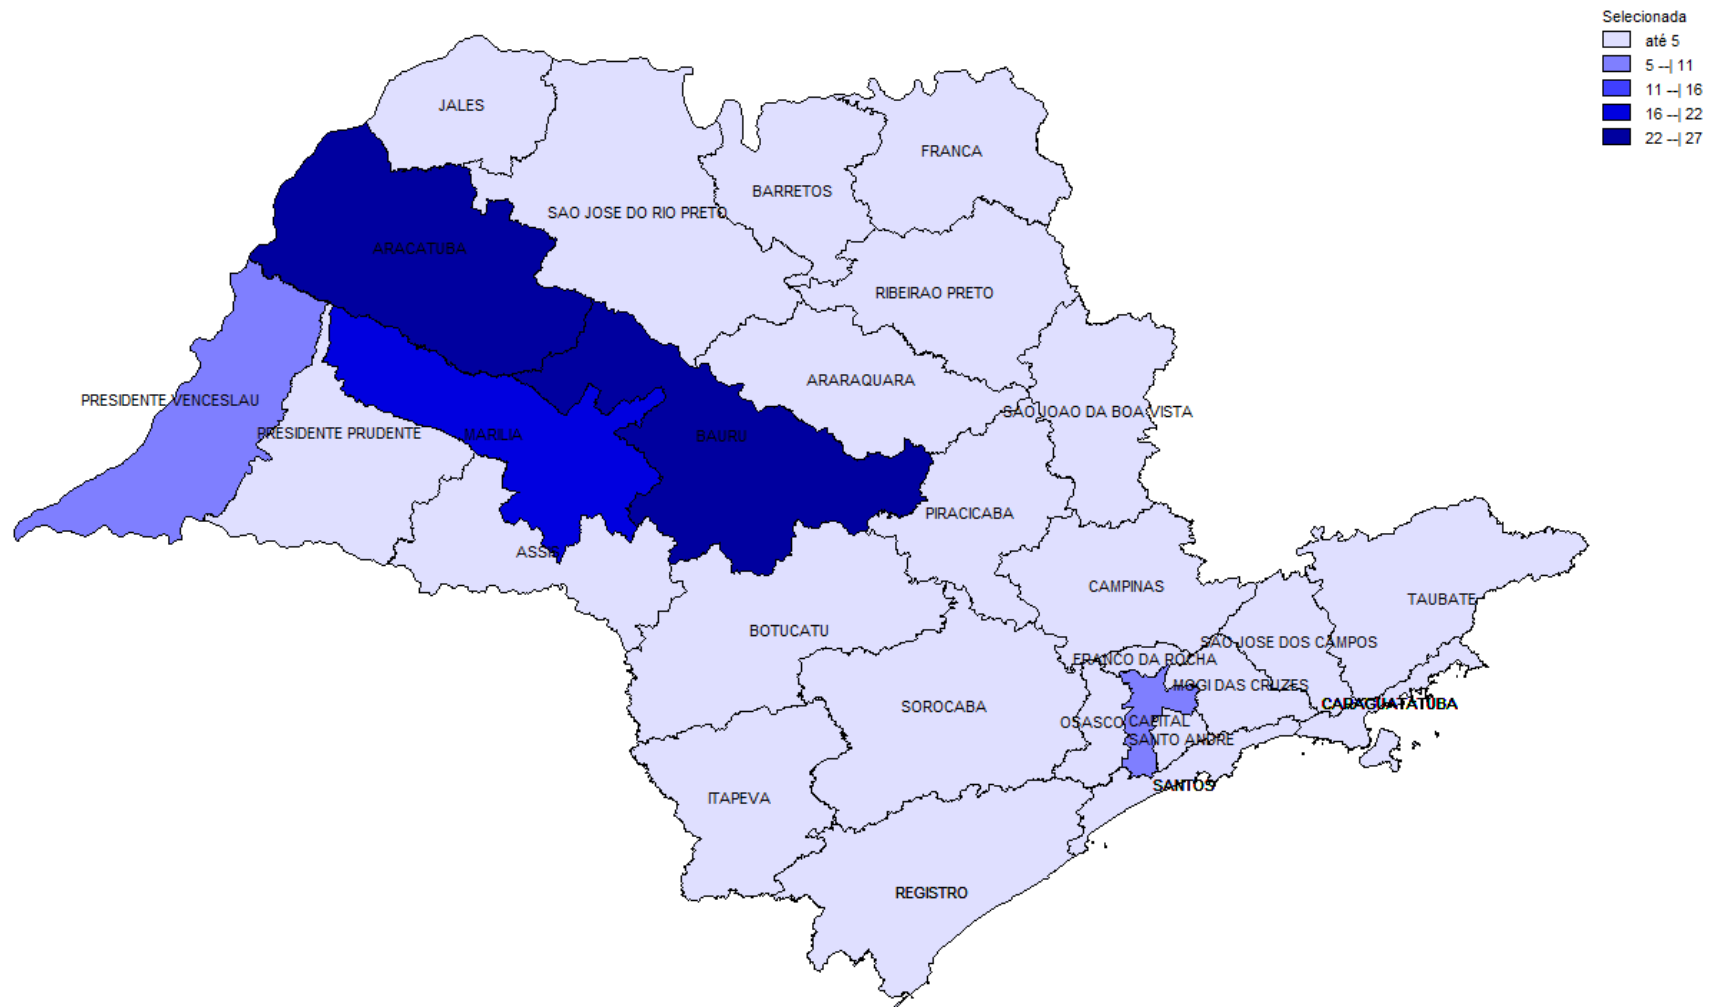 Selecionada
até 5
5 --| 11
11 --| 16
16 --| 22
22 --| 27
JALES
FRANCA
BARRETOS
SAO JOSE DO RIO PRETO
ARACATUBA
RIBEIRAO PRETO
ARARAQUARA
PRESIDENTE VENCESLAU
SAO JOAO DA BOA VISTA
PRESIDENTE PRUDENTE
MARILIA
BAURU
PIRACICABA
ASSIS
CAMPINAS
TAUBATE
BOTUCATU
SAO JOSE DOS CAMPOS
FRANCO DA ROCHA
MOGI DAS CRUZES
CARAGUATATUBA
SOROCABA
OSASCO
CAPITAL
SANTO ANDRE
SANTOS
ITAPEVA
REGISTRO